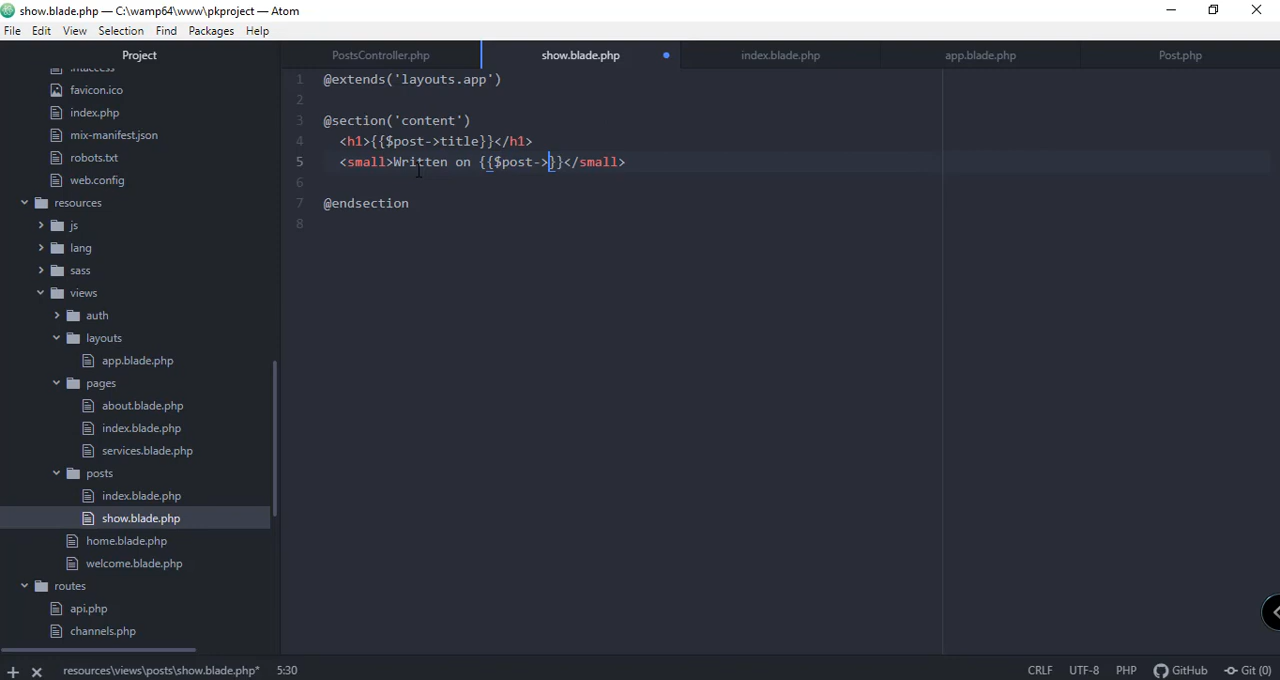 show.blade.php — C:\wamp64\www\pkproject — Atom
File Edit View Selection Find Packages Help
Project
PostsController.php
show.blade.php
index.blade.php
app.blade.php
Post.php
.htaccess
favicon.ico
index.php
mix-manifest.json
robots.txt
web.config
resources
js
lang
sass
views
auth
layouts
app.blade.php
pages
about.blade.php
index.blade.php
services.blade.php
posts
index.blade.php
show.blade.php
home.blade.php
welcome.blade.php
routes
api.php
channels.php
1 @extends('layouts.app')
2
3 @section('content')
4 <h1>{{$post->title}}</h1>
5 <small>Written on {{$post->}}</small>
6
7 @endsection
8
resources\views\posts\show.blade.php* 5:30
CRLF UTF-8 PHP GitHub Git (0)